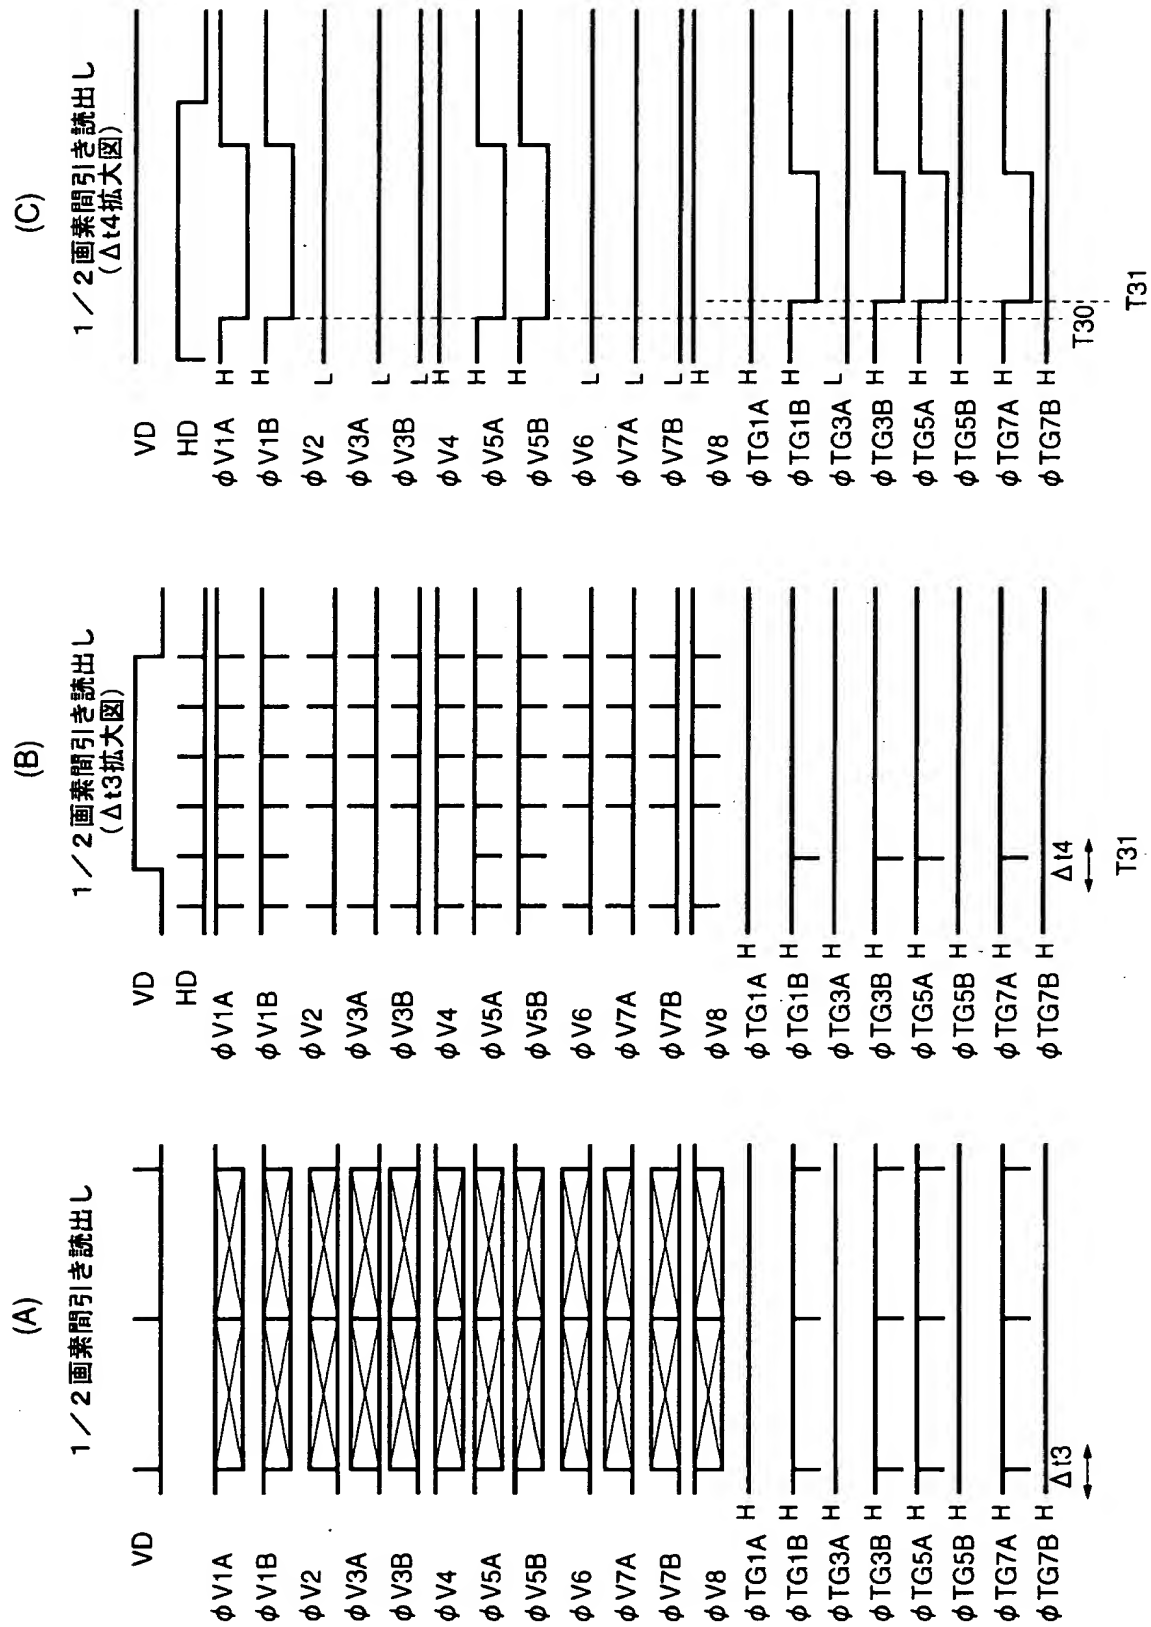 (A)
1/2画素間引き読出し
VD
φV1A
φV1B
φV2
φV3A
φV3B
φV4
φV5A
φV5B
φV6
φV7A
φV7B
φV8
φTG1A H
φTG1B H
φTG3A H
φTG3B H
φTG5A H
φTG5B H
φTG7A H
φTG7B H
Δt3
(B)
1/2画素間引き読出し
(Δt3拡大図)
VD
HD
φV1A
φV1B
φV2
φV3A
φV3B
φV4
φV5A
φV5B
φV6
φV7A
φV7B
φV8
φTG1A H
φTG1B H
φTG3A H
φTG3B H
φTG5A H
φTG5B H
φTG7A H
φTG7B H
Δt4
T31
(C)
1/2画素間引き読出し
(Δt4拡大図)
VD
HD
φV1A H
φV1B H
φV2 L
φV3A L
φV3B L
φV4 H
φV5A H
φV5B H
φV6 L
φV7A L
φV7B L
φV8 H
φTG1A H
φTG1B H
φTG3A L
φTG3B H
φTG5A H
φTG5B H
φTG7A H
φTG7B H
T30
T31